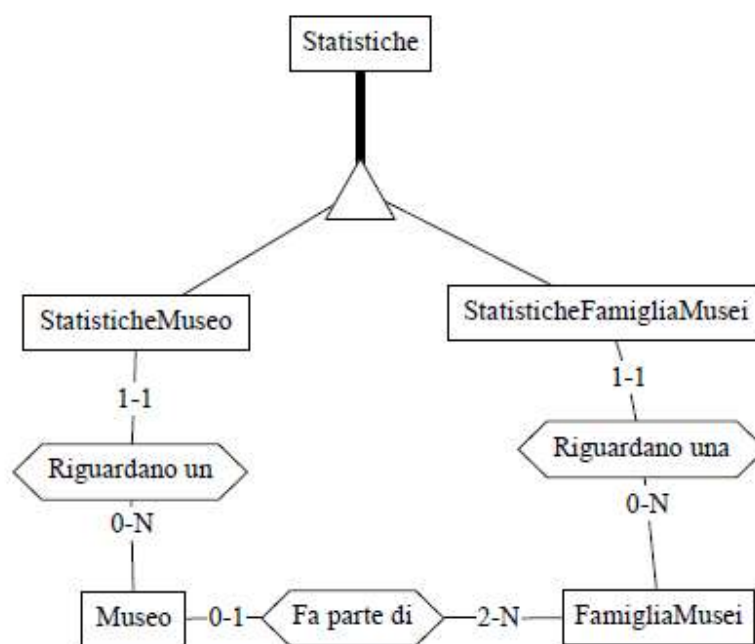 Statistiche
StatisticheMuseo
StatisticheFamigliaMusei
1-1
1-1
Riguardano un
Riguardano una
0-N
0-N
Museo
0-1
Fa parte di
2-N
FamigliaMusei